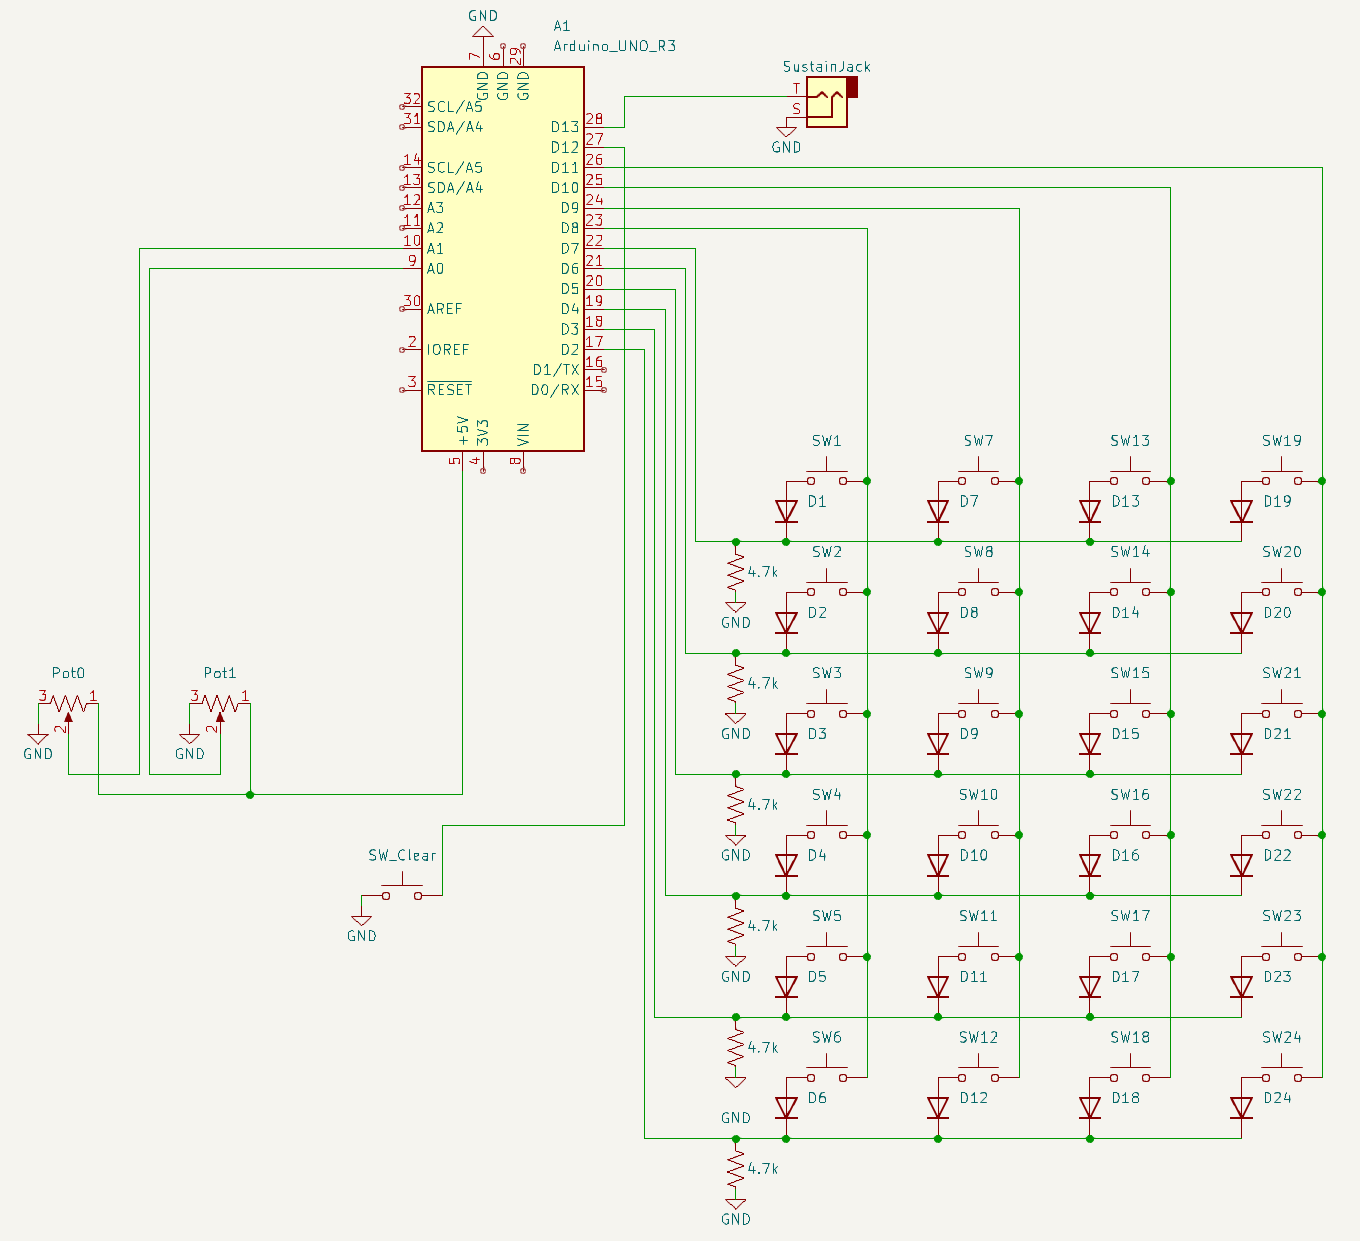 GND
A1
Arduino_UNO_R3
7
6
29
GND
GND
GND
SustainJack
T
S
GND
32 SCL/A5
31 SDA/A4
14 SCL/A5
13 SDA/A4
12 A3
11 A2
10 A1
9 A0
30 AREF
2 IOREF
3 RESET
D13 28
D12 27
D11 26
D10 25
D9 24
D8 23
D7 22
D6 21
D5 20
D4 19
D3 18
D2 17
D1/TX 16
D0/RX 15
+5V
3V3
VIN
5
4
8
SW1 SW7 SW13 SW19
D1 D7 D13 D19
SW2 SW8 SW14 SW20
4.7k
GND
D2 D8 D14 D20
Pot0 Pot1
3 1 3 1
2 2
GND GND
SW3 SW9 SW15 SW21
4.7k
GND
D3 D9 D15 D21
SW4 SW10 SW16 SW22
4.7k
GND
D4 D10 D16 D22
SW_Clear
GND
SW5 SW11 SW17 SW23
4.7k
GND
D5 D11 D17 D23
SW6 SW12 SW18 SW24
4.7k
D6 D12 D18 D24
GND
4.7k
GND